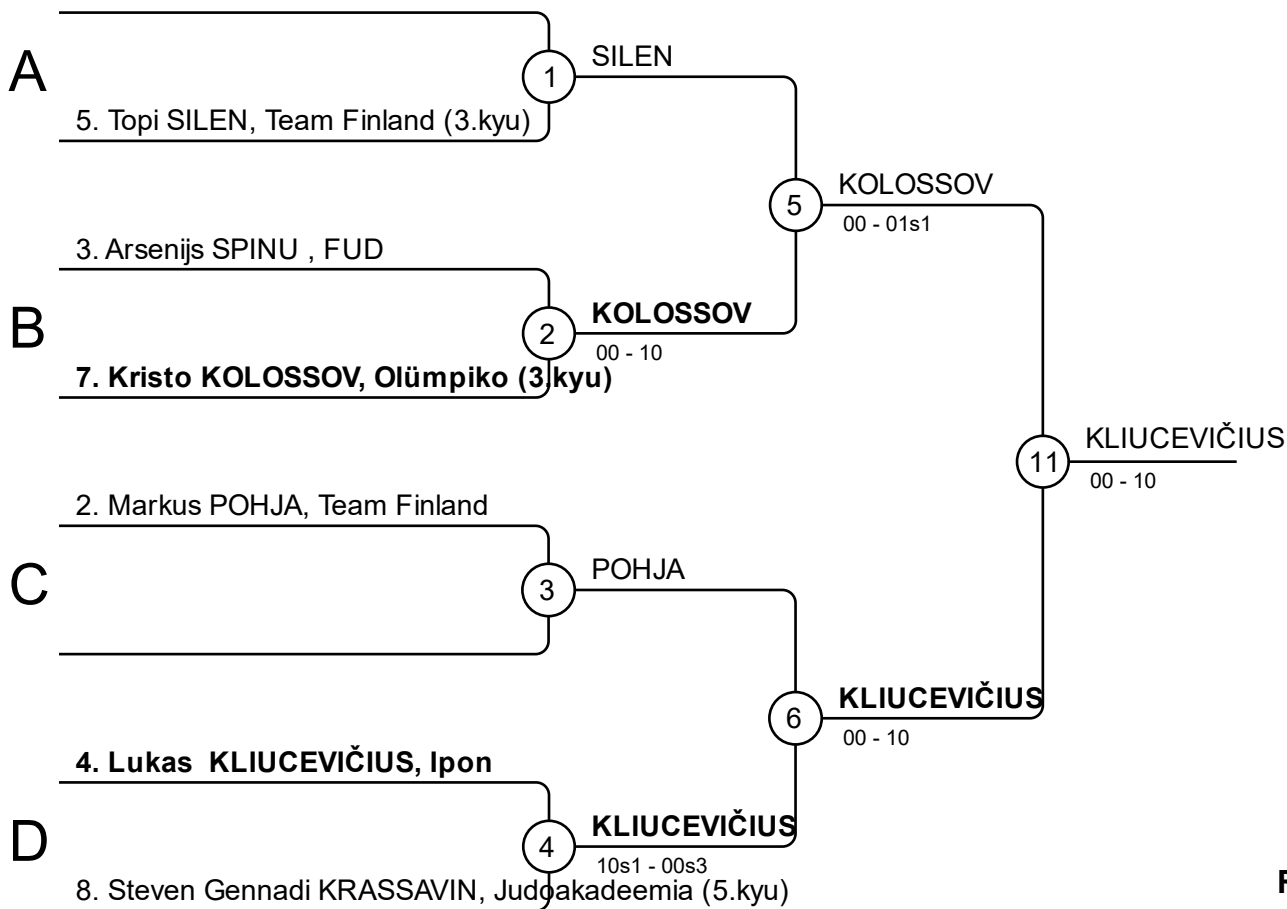 SILEN
A
1
5. Topi SILEN, Team Finland (3.kyu)
KOLOSSOV
5
00 - 01s1
3. Arsenijs SPINU , FUD
B
KOLOSSOV
2
00 - 10
7. Kristo KOLOSSOV, Olümpiko (3.kyu)
KLIUCEVIČIUS
11
00 - 10
2. Markus POHJA, Team Finland
C
POHJA
3
KLIUCEVIČIUS
6
00 - 10
4. Lukas KLIUCEVIČIUS, Ipon
D
KLIUCEVIČIUS
4
10s1 - 00s3
8. Steven Gennadi KRASSAVIN, Judoakadeemia (5.kyu)